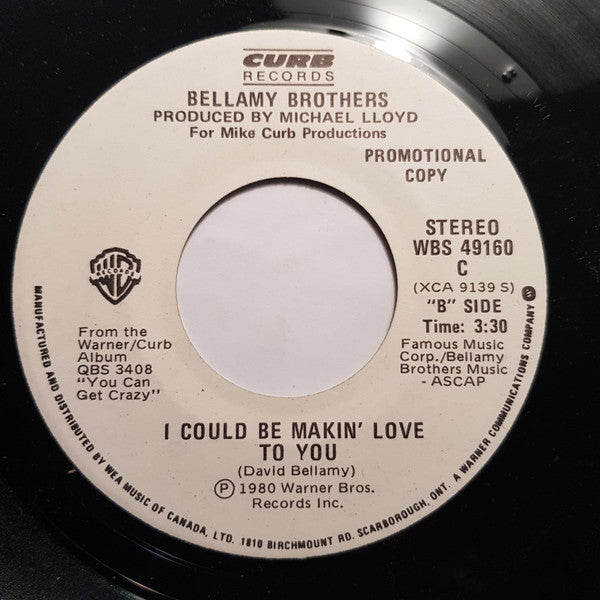 CURB
RECORDS
BELLAMY BROTHERS
PRODUCED BY MICHAEL LLOYD
For Mike Curb Productions
PROMOTIONAL
COPY
STEREO
WBS 49160
C
(XCA 9139 S)
"B" SIDE
Time: 3:30
Famous Music
Corp./Bellamy
Brothers Music
- ASCAP
RECORDS
From the
Warner/Curb
Album
QBS 3408
"You Can
Get Crazy"
I COULD BE MAKIN' LOVE
TO YOU
(David Bellamy)
Ⓟ 1980 Warner Bros.
Records Inc.
MANUFACTURED AND DISTRIBUTED BY WEA MUSIC OF CANADA, LTD. 1810 BIRCHMOUNT RD. SCARBOROUGH, ONT. A WARNER COMMUNICATIONS COMPANY